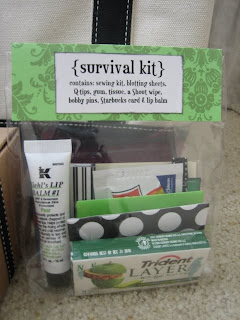 {survival kit}
contains: sewing kit, blotting sheets,
Q tips, gum, tissue, a Shout wipe,
bobby pins, Starbucks card & lip balm
K
Kiehl's LIP
BALM #1
Trident
LAYERS